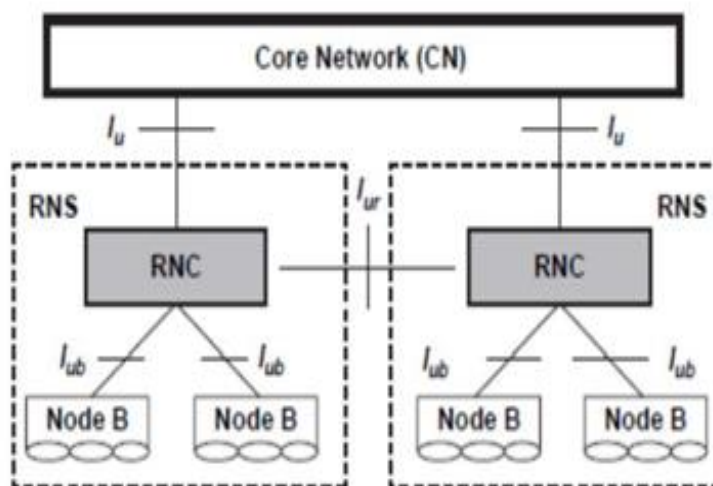 Core Network (CN)
Iu Iu
RNS Iur RNS
RNC RNC
Iub Iub Iub Iub
Node B Node B Node B Node B